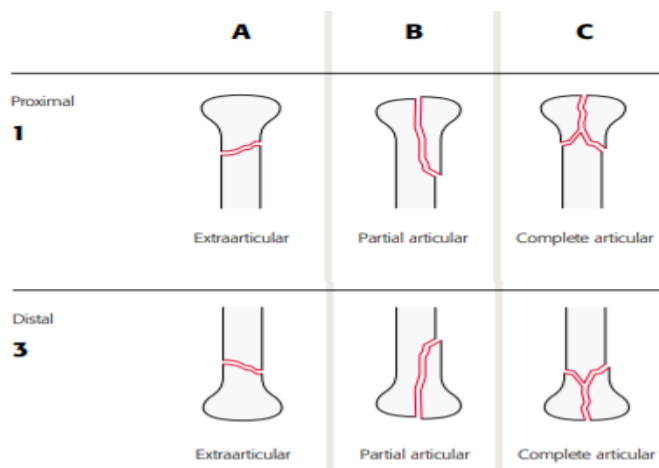 A B C
Proximal
1
Extraarticular Partial articular Complete articular
Distal
3
Extraarticular Partial articular Complete articular